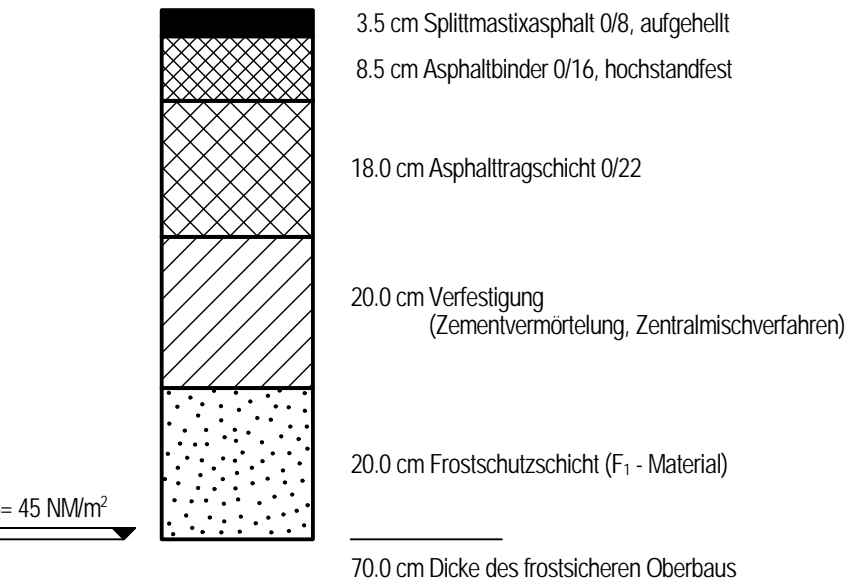 3.5 cm Splittmastixasphalt 0/8, aufgehellt
8.5 cm Asphaltbinder 0/16, hochstandfest
18.0 cm Asphalttragschicht 0/22
20.0 cm Verfestigung
(Zementvermörtelung, Zentralmischverfahren)
20.0 cm Frostschutzschicht (F₁ - Material)
= 45 NM/m²
70.0 cm Dicke des frostsicheren Oberbaus